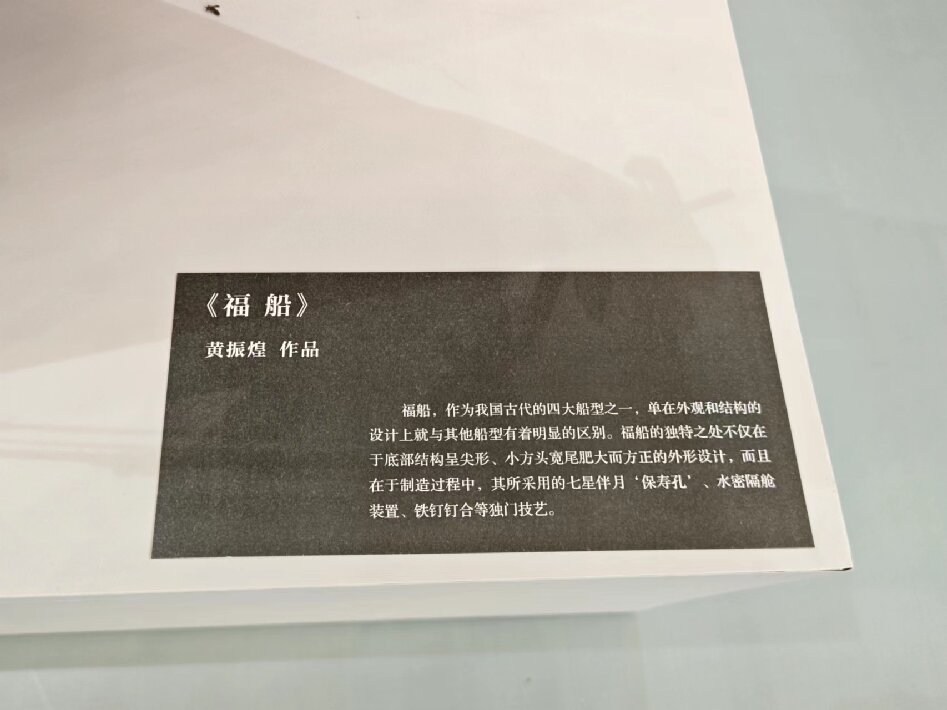 《福 船》
黄振煌 作品
福船，作为我国古代的四大船型之一，单在外观和结构的
设计上就与其他船型有着明显的区别。福船的独特之处不仅在
于底部结构呈尖形、小方头宽尾肥大而方正的外形设计，而且
在于制造过程中，其所采用的七星伴月‘保寿孔’、水密隔舱
装置、铁钉钉合等独门技艺。